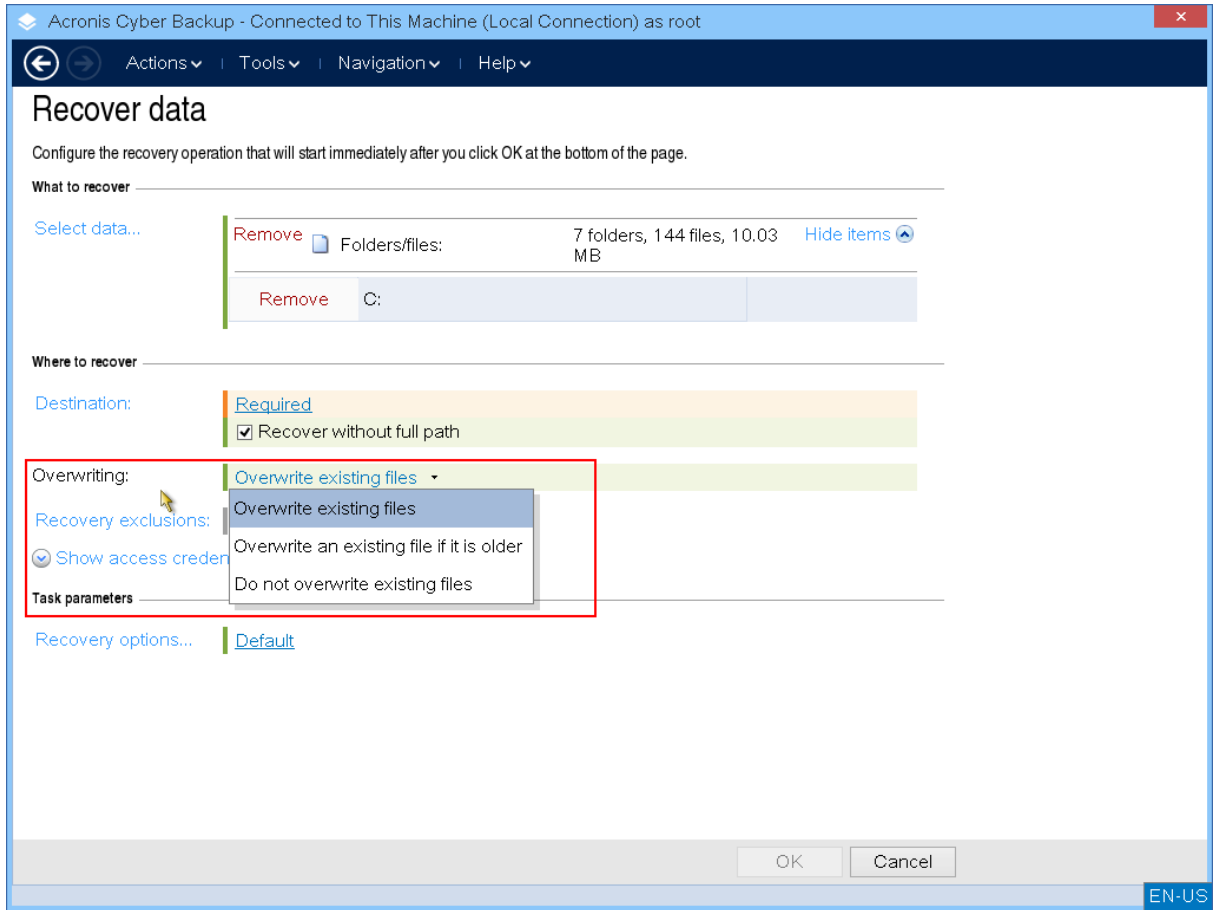 Acronis Cyber Backup - Connected to This Machine (Local Connection) as root
Actions Tools Navigation Help
Recover data
Configure the recovery operation that will start immediately after you click OK at the bottom of the page.
What to recover
Select data...
Remove Folders/files: 7 folders, 144 files, 10.03 MB Hide items
Remove C:
Where to recover
Destination: Required
Recover without full path
Overwriting: Overwrite existing files
Overwrite existing files
Recovery exclusions:
Overwrite an existing file if it is older
Show access creden
Do not overwrite existing files
Task parameters
Recovery options... Default
OK Cancel
EN-US